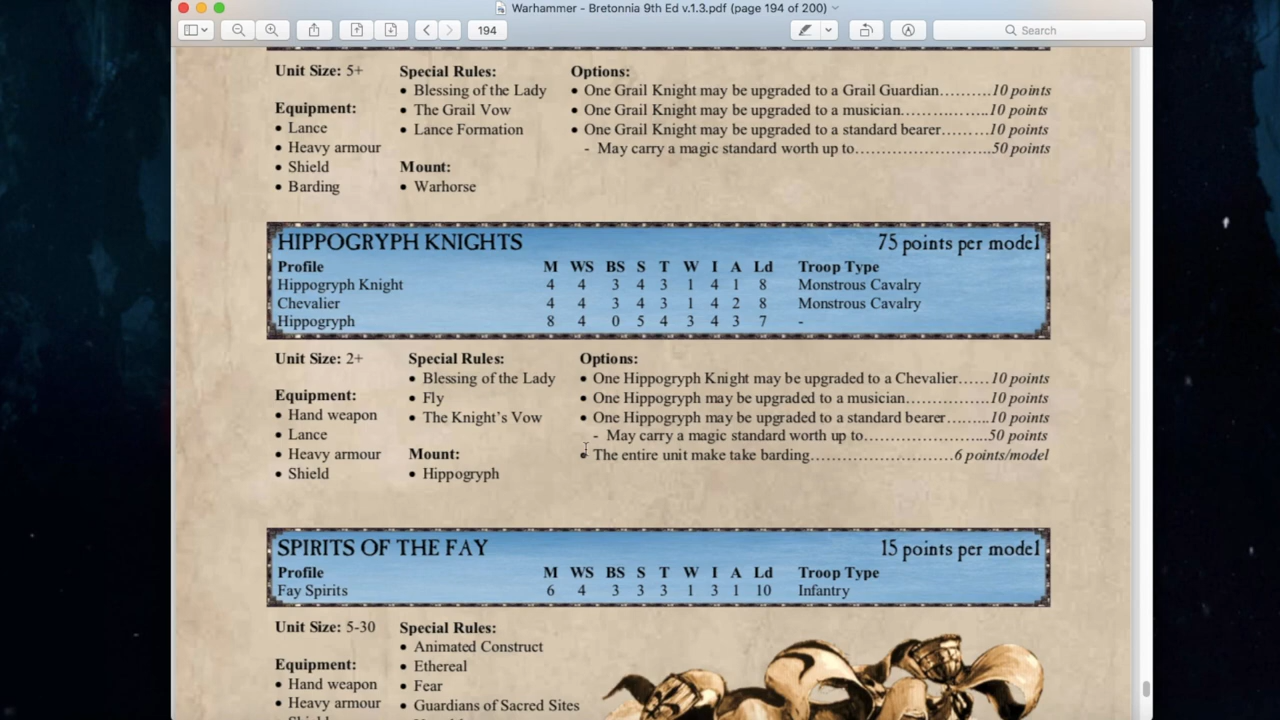 Warhammer - Bretonnia 9th Ed v.1.3.pdf (page 194 of 200)
194
Search
Unit Size: 5+
Equipment:
• Lance
• Heavy armour
• Shield
• Barding
Special Rules:
• Blessing of the Lady
• The Grail Vow
• Lance Formation
Mount:
• Warhorse
Options:
• One Grail Knight may be upgraded to a Grail Guardian.........10 points
• One Grail Knight may be upgraded to a musician................10 points
• One Grail Knight may be upgraded to a standard bearer........10 points
- May carry a magic standard worth up to........................50 points
HIPPOGRYPH KNIGHTS 75 points per model
Profile M WS BS S T W I A Ld Troop Type
Hippogryph Knight 4 4 3 4 3 1 4 1 8 Monstrous Cavalry
Chevalier 4 4 3 4 3 1 4 2 8 Monstrous Cavalry
Hippogryph 8 4 0 5 4 3 4 3 7 -
Unit Size: 2+
Equipment:
• Hand weapon
• Lance
• Heavy armour
• Shield
Special Rules:
• Blessing of the Lady
• Fly
• The Knight's Vow
Mount:
• Hippogryph
Options:
• One Hippogryph Knight may be upgraded to a Chevalier......10 points
• One Hippogryph may be upgraded to a musician...............10 points
• One Hippogryph may be upgraded to a standard bearer........10 points
- May carry a magic standard worth up to......................50 points
• The entire unit make take barding..........................6 points/model
SPIRITS OF THE FAY 15 points per model
Profile M WS BS S T W I A Ld Troop Type
Fay Spirits 6 4 3 3 3 1 3 1 10 Infantry
Unit Size: 5-30
Equipment:
• Hand weapon
• Heavy armour
Special Rules:
• Animated Construct
• Ethereal
• Fear
• Guardians of Sacred Sites